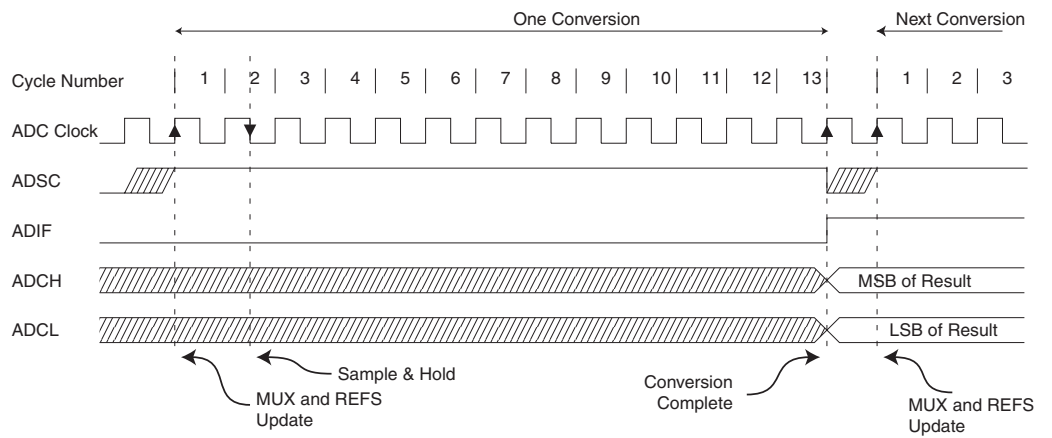 One Conversion
Next Conversion
Cycle Number
1 2 3 4 5 6 7 8 9 10 11 12 13 1 2 3
ADC Clock
ADSC
ADIF
ADCH
MSB of Result
ADCL
LSB of Result
Sample & Hold
MUX and REFS
Update
Conversion
Complete
MUX and REFS
Update